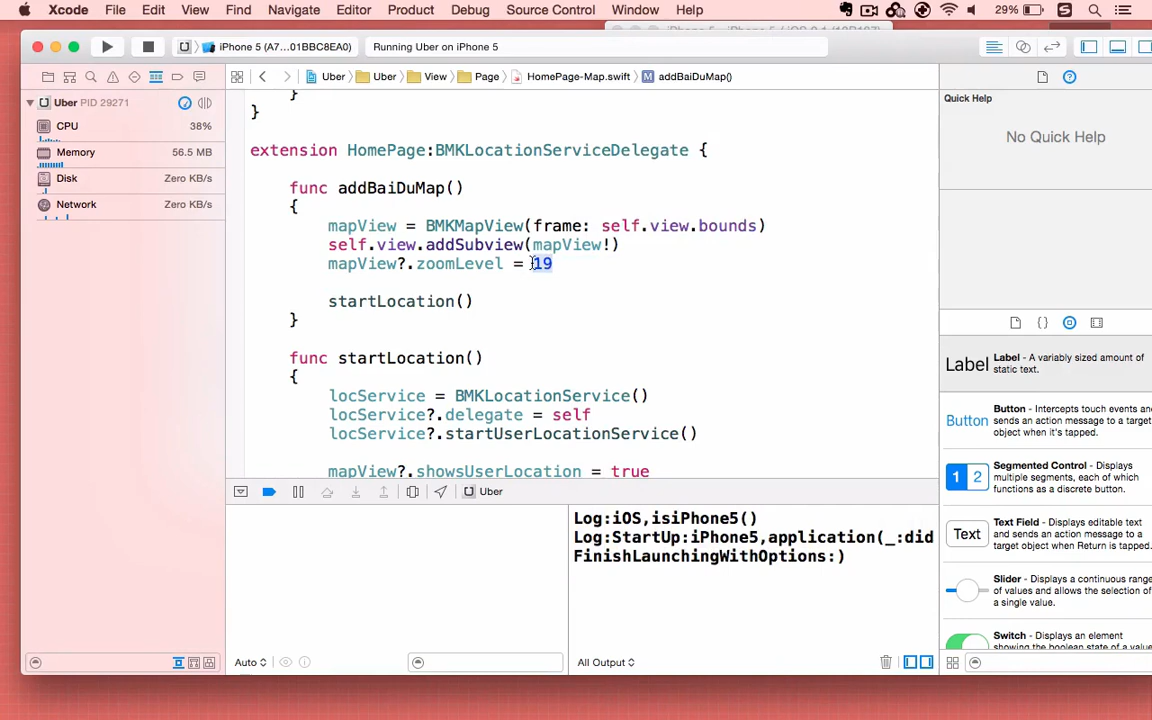 Xcode File Edit View Find Navigate Editor Product Debug Source Control Window Help 29%
iPhone 5 (A7...01BBC8EA0) Running Uber on iPhone 5
Uber Uber View Page HomePage-Map.swift M addBaiDuMap()
Uber PID 29271
CPU 38%
Memory 56.5 MB
Disk Zero KB/s
Network Zero KB/s
}
}
extension HomePage:BMKLocationServiceDelegate {
func addBaiDuMap()
{
mapView = BMKMapView(frame: self.view.bounds)
self.view.addSubview(mapView!)
mapView?.zoomLevel = 19
startLocation()
}
func startLocation()
{
locService = BMKLocationService()
locService?.delegate = self
locService?.startUserLocationService()
mapView?.showsUserLocation = true
Uber
Log:iOS,isiPhone5()
Log:StartUp:iPhone5,application(_:did
FinishLaunchingWithOptions:)
Auto
All Output
Quick Help
No Quick Help
Label Label - A variably sized amount of
static text.
Button Button - Intercepts touch events and
sends an action message to a target
object when it's tapped.
1 2 Segmented Control - Displays
multiple segments, each of which
functions as a discrete button.
Text Text Field - Displays editable text
and sends an action message to a
target object when Return is tapped.
Slider - Displays a continuous range
of values and allows the selection of
a single value.
Switch - Displays an element
showing the boolean state of a value.